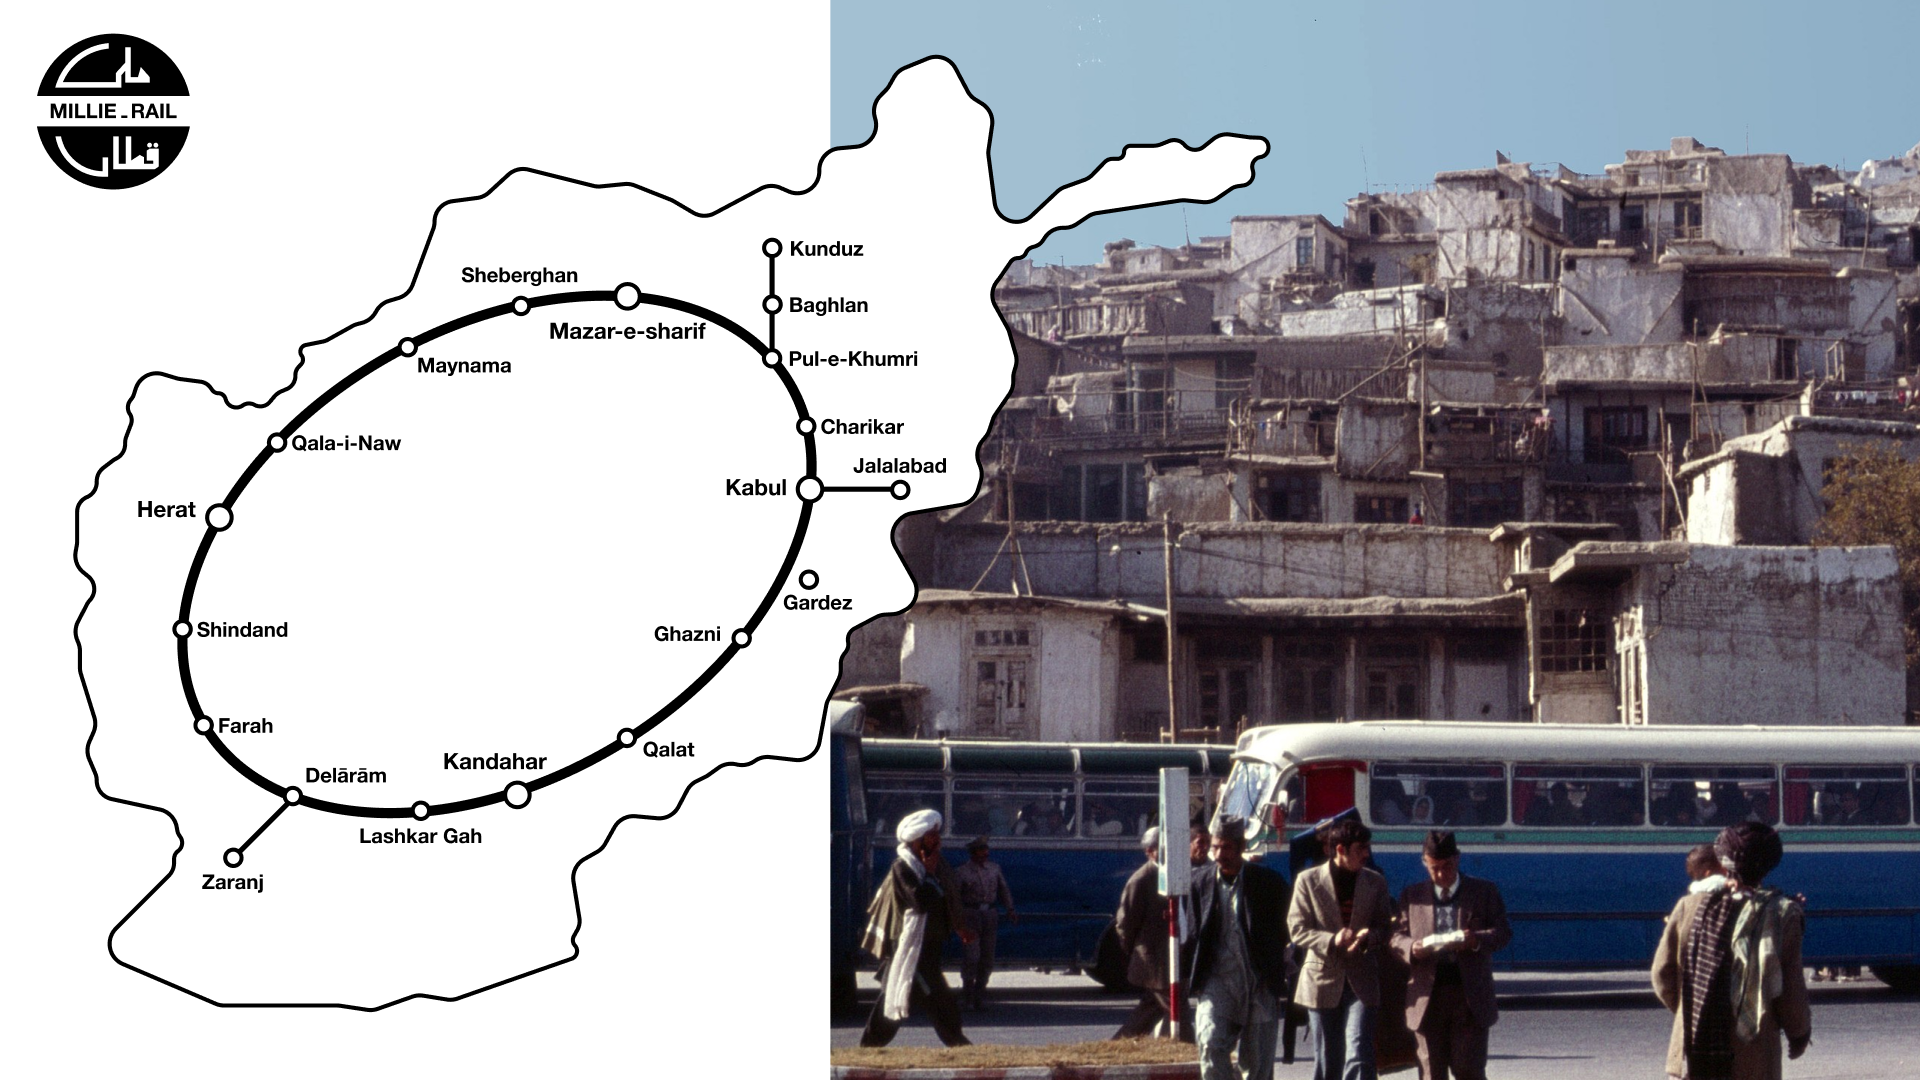 ملی
MILLIE - RAIL
قطار
Kunduz
Sheberghan
Baghlan
Mazar-e-sharif
Pul-e-Khumri
Maynama
Charikar
Qala-i-Naw
Jalalabad
Kabul
Herat
Gardez
Shindand
Ghazni
Farah
Qalat
Kandahar
Delārām
Lashkar Gah
Zaranj